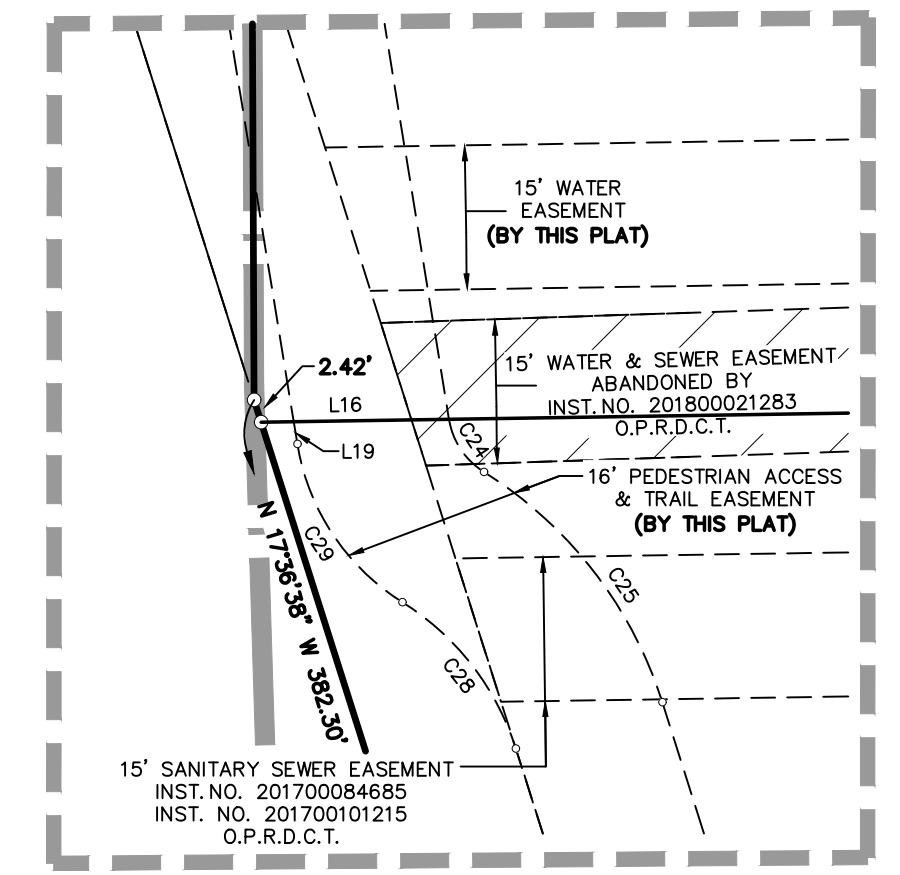 15' WATER
EASEMENT
(BY THIS PLAT)
2.42'
L16
15' WATER & SEWER EASEMENT
ABANDONED BY
INST.NO. 201800021283
O.P.R.D.C.T.
C24
L19
16' PEDESTRIAN ACCESS
& TRAIL EASEMENT
(BY THIS PLAT)
C29
N 17°36'38" W 382.30'
C25
C28
15' SANITARY SEWER EASEMENT
INST.NO. 201700084685
INST. NO. 201700101215
O.P.R.D.C.T.